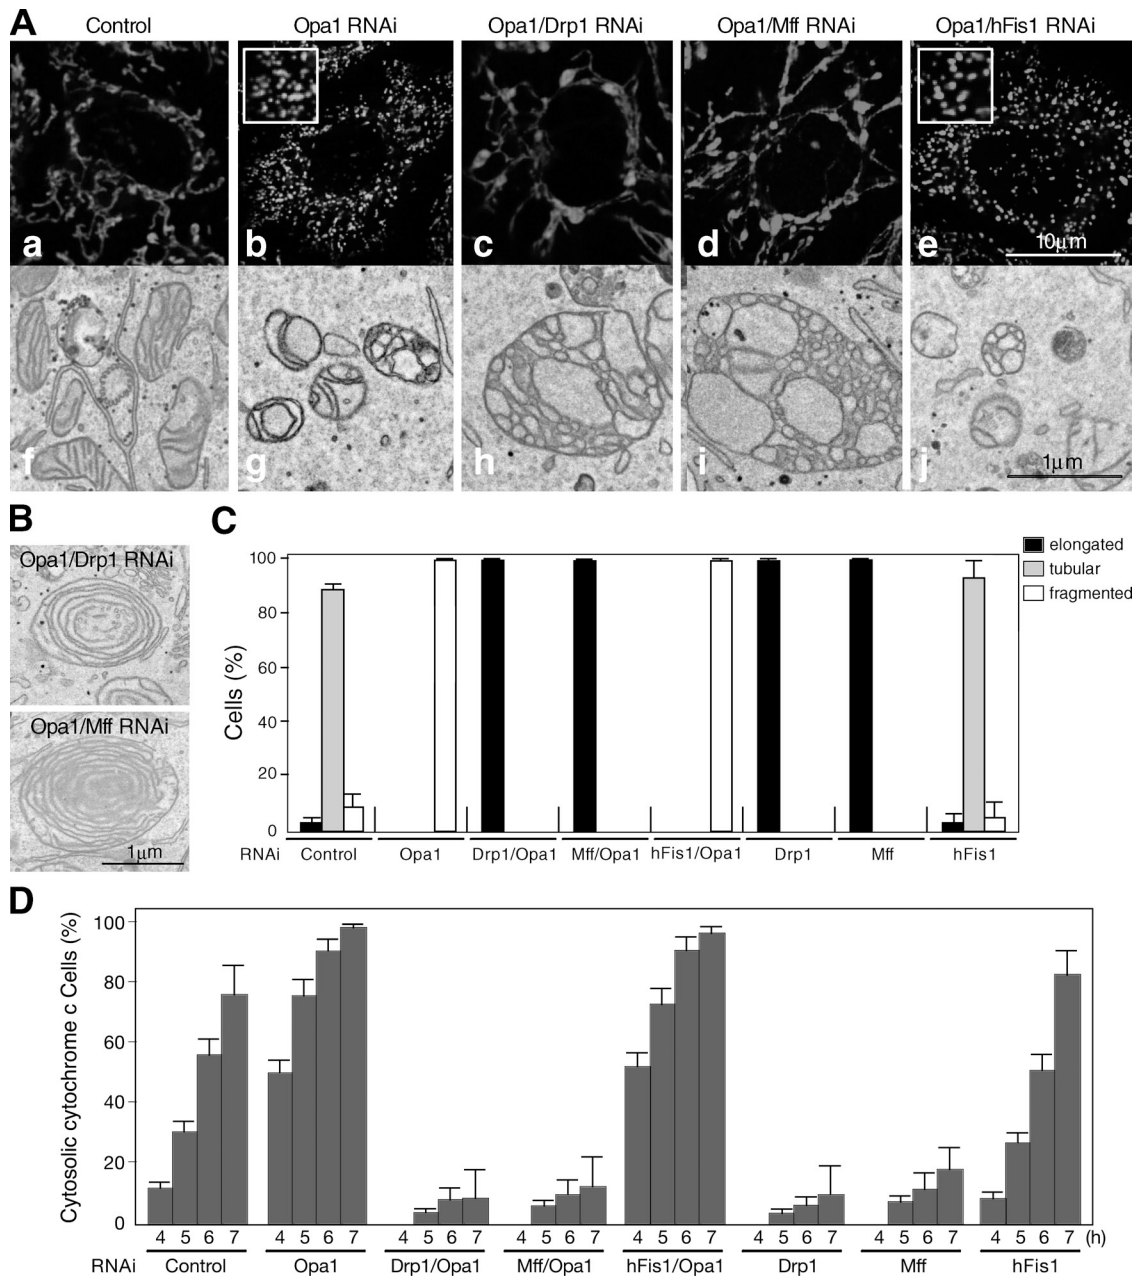 A
Control
Opa1 RNAi
Opa1/Drp1 RNAi
Opa1/Mff RNAi
Opa1/hFis1 RNAi
a
b
c
d
e
10μm
f
g
h
i
j
1μm
B
Opa1/Drp1 RNAi
Opa1/Mff RNAi
1μm
C
elongated
tubular
fragmented
Cells (%)
100
80
60
40
20
0
RNAi Control Opa1 Drp1/Opa1 Mff/Opa1 hFis1/Opa1 Drp1 Mff hFis1
D
Cytosolic cytochrome c Cells (%)
100
80
60
40
20
0
4 5 6 7 4 5 6 7 4 5 6 7 4 5 6 7 4 5 6 7 4 5 6 7 4 5 6 7 4 5 6 7 (h)
RNAi Control Opa1 Drp1/Opa1 Mff/Opa1 hFis1/Opa1 Drp1 Mff hFis1